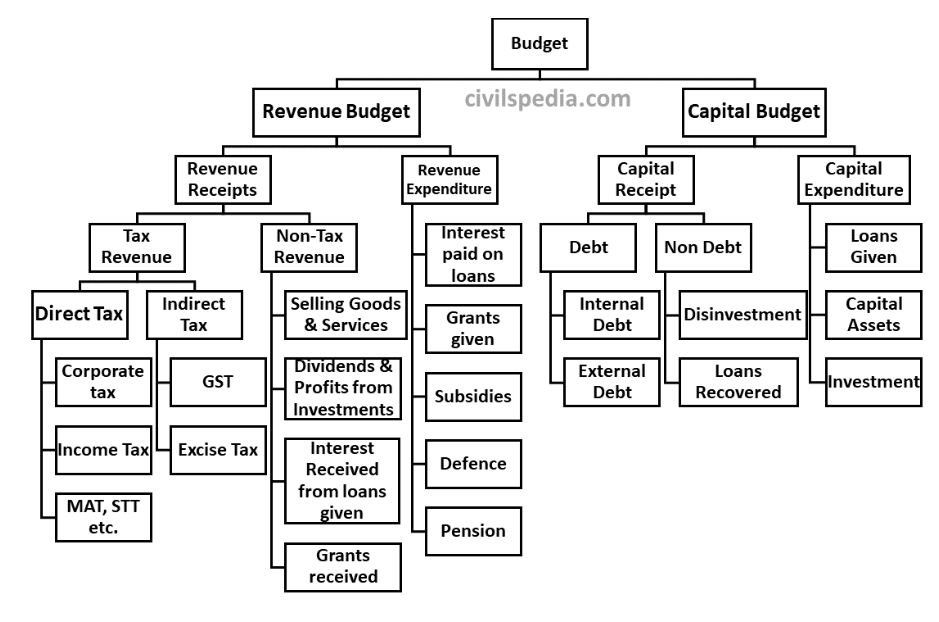 Budget
civilspedia.com
Revenue Budget
Capital Budget
Revenue
Receipts
Revenue
Expenditure
Capital
Receipt
Capital
Expenditure
Tax
Revenue
Non-Tax
Revenue
Interest
paid on
loans
Debt
Non Debt
Loans
Given
Direct Tax
Indirect
Tax
Selling Goods
& Services
Grants
given
Internal
Debt
Disinvestment
Capital
Assets
Corporate
tax
GST
Dividends &
Profits from
Investments
Subsidies
External
Debt
Loans
Recovered
Investment
Income Tax
Excise Tax
Interest
Received
from loans
given
Defence
MAT, STT
etc.
Pension
Grants
received